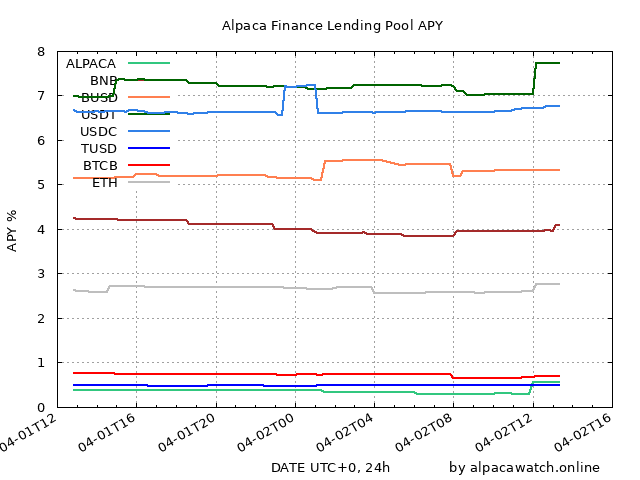 Alpaca Finance Lending Pool APY
8
7
6
5
4
3
2
1
0
APY %
ALPACA
BNB
BUSD
USDT
USDC
TUSD
BTCB
ETH
04-01T12
04-01T16
04-01T20
04-02T00
04-02T04
04-02T08
04-02T12
04-02T16
DATE UTC+0, 24h
by alpacawatch.online